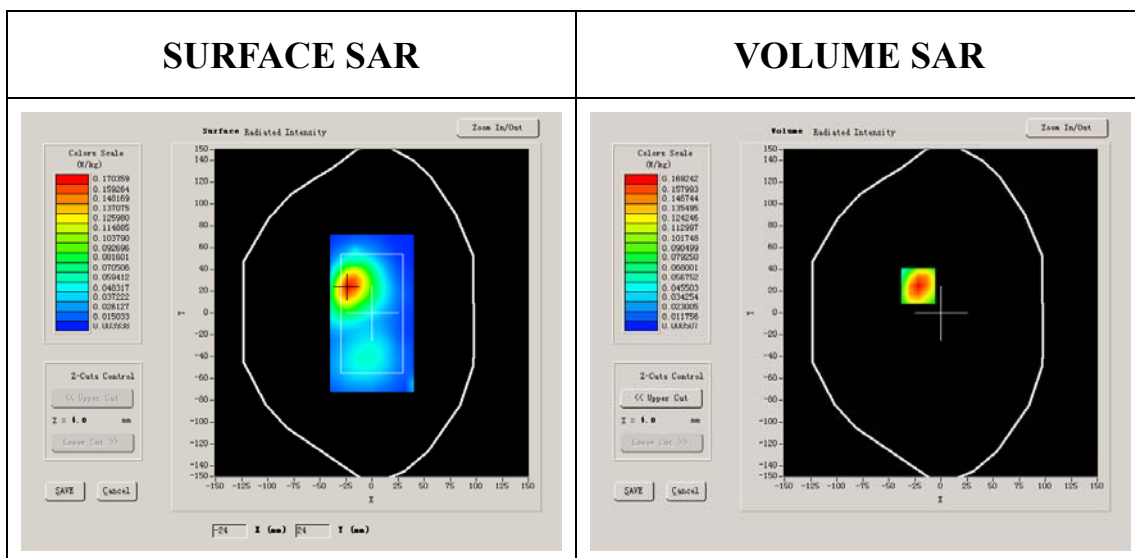 SURFACE SAR
VOLUME SAR
Surface Radiated Intensity
Zoom In/Out
Colors Scale
(W/kg)
0.170359
0.159264
0.148169
0.137075
0.125980
0.114885
0.103790
0.092696
0.081601
0.070506
0.059412
0.048317
0.037222
0.026127
0.015033
0.003938
150
120
100
80
60
40
20
0
-20
-40
-60
-80
-100
-120
-140
-150
Y
-150 -125 -100 -75 -50 -25 0 25 50 75 100 125 150
X
Z-Cuts Control
<< Upper Cut
Z = 4.0 mm
Lower Cut >>
SAVE
Cancel
-24 X (mm) 24 Y (mm)
Volume Radiated Intensity
Zoom In/Out
Colors Scale
(W/kg)
0.169242
0.157993
0.146744
0.135495
0.124246
0.112997
0.101748
0.090499
0.079250
0.068001
0.056752
0.045503
0.034254
0.023005
0.011756
0.000507
150
120
100
80
60
40
20
0
-20
-40
-60
-80
-100
-120
-140
-150
Y
-150 -125 -100 -75 -50 -25 0 25 50 75 100 125 150
X
Z-Cuts Control
<< Upper Cut
Z = 4.0 mm
Lower Cut >>
SAVE
Cancel